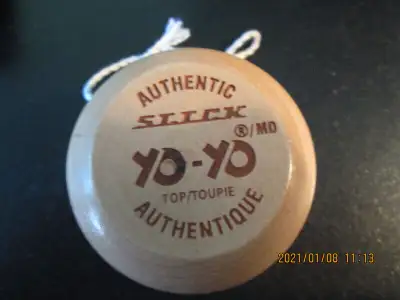 AUTHENTIC
SLICK
®/MD
YO-YO
TOP/TOUPIE
AUTHENTIQUE
2021/01/08 11:13